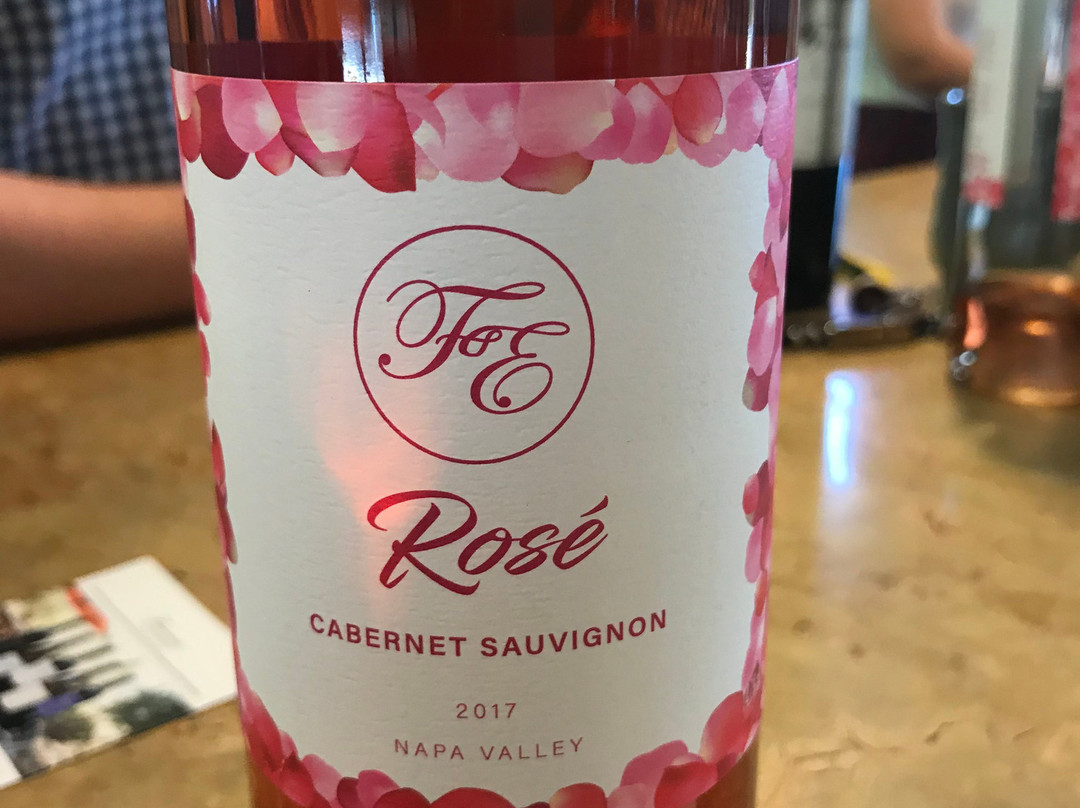 FoE
Rosé
CABERNET SAUVIGNON
2017
NAPA VALLEY